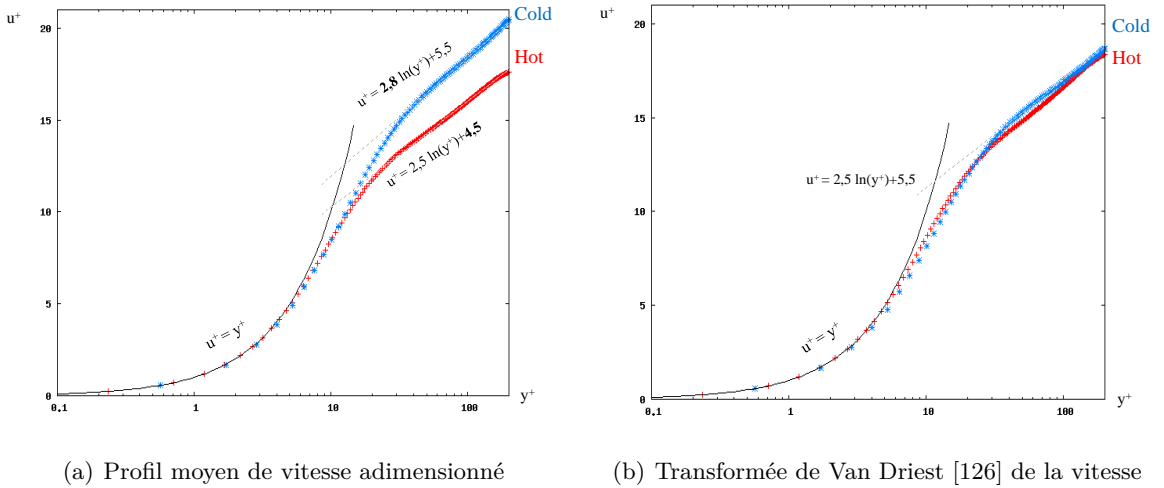 u⁺
Cold
20
Hot
u⁺= 2,8 ln(y⁺)+5,5
15
u⁺= 2,5 ln(y⁺)+4,5
10
5
u⁺= y⁺
0
0.1 1 10 100 y⁺
(a) Profil moyen de vitesse adimensionné
u⁺
Cold
20
Hot
15
u⁺= 2,5 ln(y⁺)+5,5
10
5
u⁺= y⁺
0
0.1 1 10 100 y⁺
(b) Transformée de Van Driest [126] de la vitesse